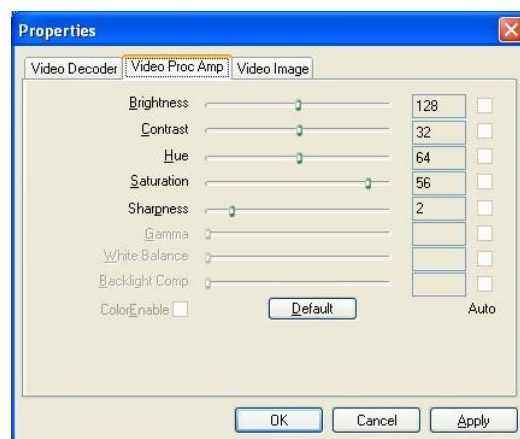 Properties
Video Decoder Video Proc Amp Video Image
Brightness 128
Contrast 32
Hue 64
Saturation 56
Sharpness 2
Gamma
White Balance
Backlight Comp
ColorEnable Default Auto
OK Cancel Apply